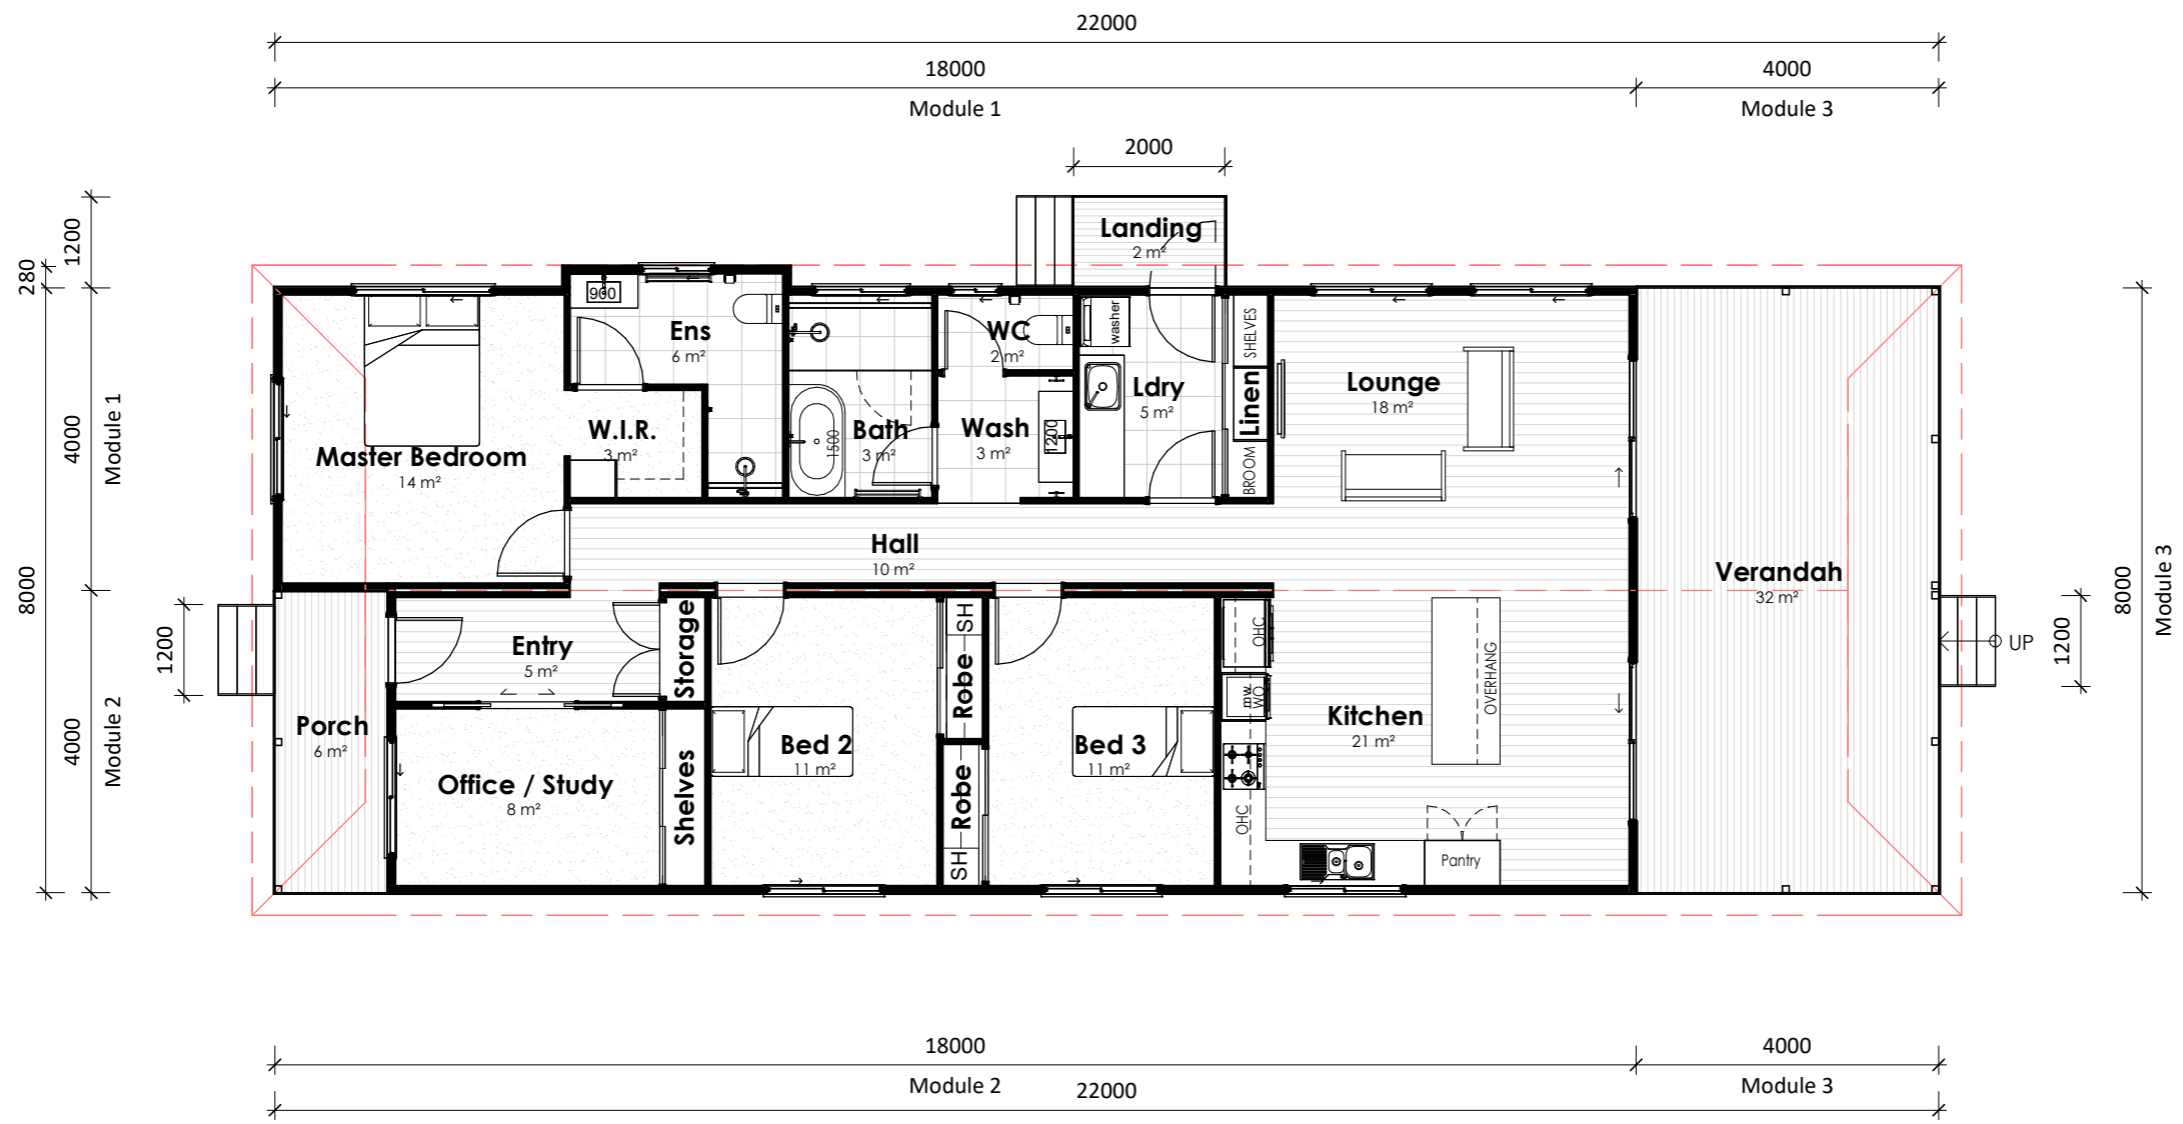 22000
18000
4000
Module 1
Module 3
2000
1200
280
Landing
2 m²
900
Ens
6 m²
WC
2 m²
washer
SHELVES
Ldry
5 m²
Linen
BROOM
Lounge
18 m²
4000
Module 1
Master Bedroom
14 m²
W.I.R.
3 m²
1500
Bath
3 m²
Wash
3 m²
1200
Hall
10 m²
Verandah
32 m²
8000
8000
Module 3
1200
Entry
5 m²
Storage
SH
Robe
OHC
mw
WO
OVERHANG
UP
1200
4000
Module 2
Porch
6 m²
Office / Study
8 m²
Shelves
Bed 2
11 m²
Robe
SH
Bed 3
11 m²
Kitchen
21 m²
OHC
Pantry
18000
4000
Module 2
Module 3
22000